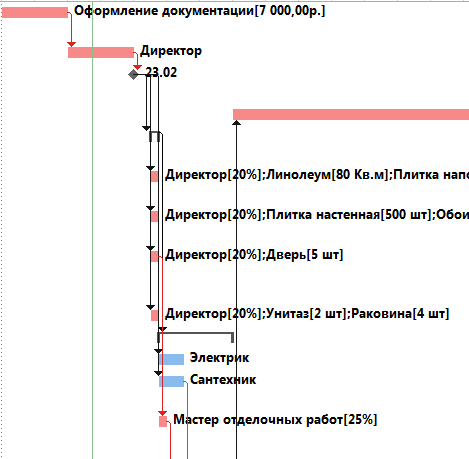 Оформление документации[7 000,00р.]
Директор
23.02
Директор[20%];Линолеум[80 Кв.м];Плитка напо
Директор[20%];Плитка настенная[500 шт];Обои
Директор[20%];Дверь[5 шт]
Директор[20%];Унитаз[2 шт];Раковина[4 шт]
Электрик
Сантехник
Мастер отделочных работ[25%]